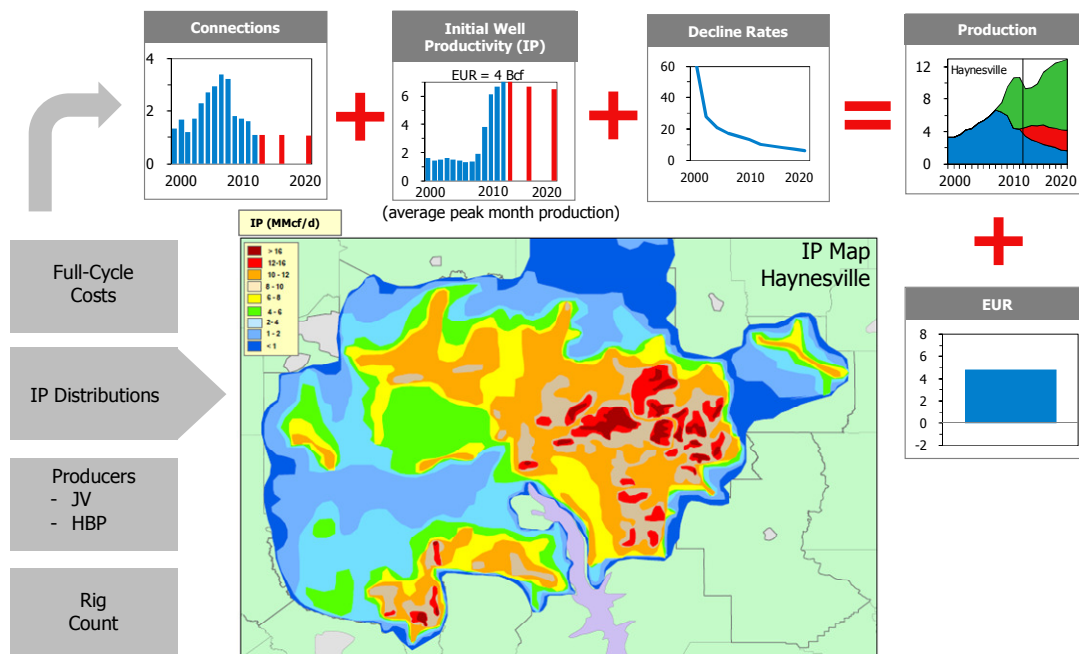 Connections
4
2
0
2000
2010
2020
Initial Well
Productivity (IP)
EUR = 4 Bcf
6
4
2
0
2000
2010
2020
(average peak month production)
Decline Rates
60
40
20
0
2000
2010
2020
Production
Haynesville
12
8
4
0
2000
2010
2020
Full-Cycle
Costs
IP Distributions
Producers
- JV
- HBP
Rig
Count
IP (MMcf/d)
> 16
12-16
10 - 12
8 - 10
6 - 8
4 - 6
2- 4
1 - 2
< 1
IP Map
Haynesville
EUR
8
6
4
2
0
-2